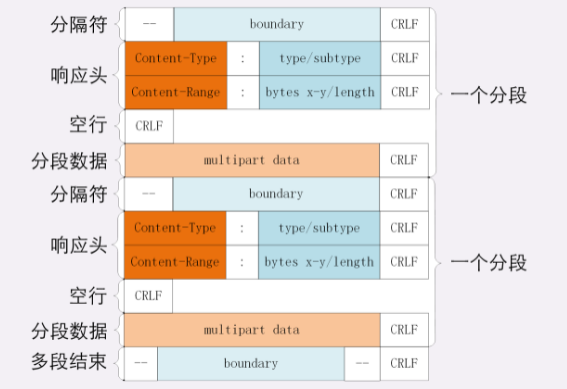 分隔符 -- boundary CRLF
响应头 Content-Type : type/subtype CRLF
Content-Range : bytes x-y/length CRLF
一个分段
空行 CRLF
分段数据 multipart data CRLF
分隔符 -- boundary CRLF
响应头 Content-Type : type/subtype CRLF
Content-Range : bytes x-y/length CRLF
一个分段
空行 CRLF
分段数据 multipart data CRLF
多段结束 -- boundary -- CRLF